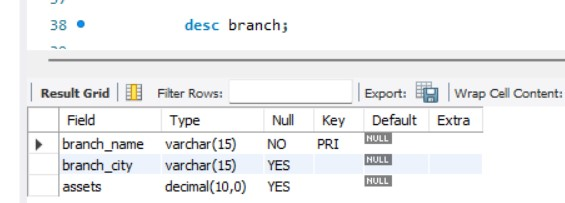 38 desc branch;
Result Grid Filter Rows: Export: Wrap Cell Content:
Field Type Null Key Default Extra
branch_name varchar(15) NO PRI NULL
branch_city varchar(15) YES NULL
assets decimal(10,0) YES NULL